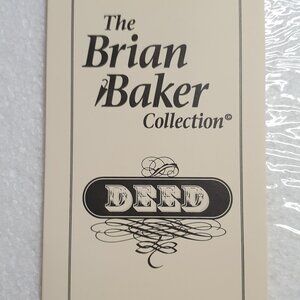 The
Brian
Baker
Collection©
DEED